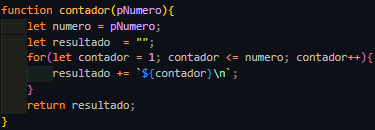 function contador(pNumero){
    let numero = pNumero;
    let resultado  = "";
    for(let contador = 1; contador <= numero; contador++){
        resultado += `${contador}\n`;
    }
    return resultado;
}